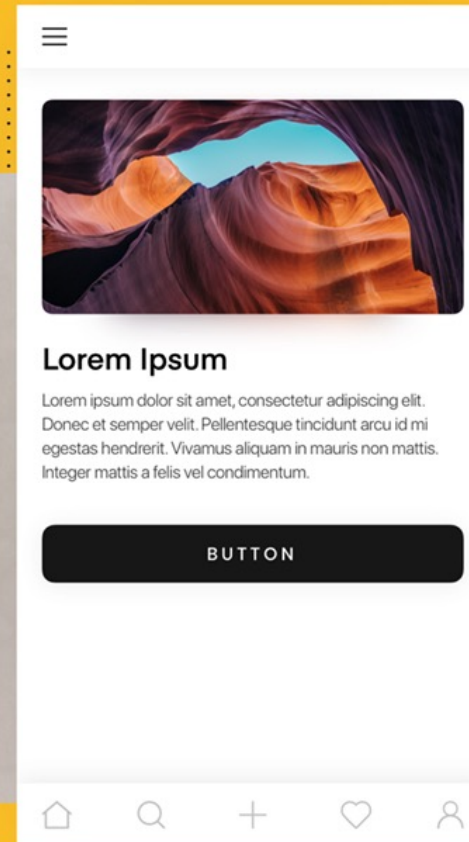 Lorem Ipsum
Lorem ipsum dolor sit amet, consectetur adipiscing elit.
Donec et semper velit. Pellentesque tincidunt arcu id mi
egestas hendrerit. Vivamus aliquam in mauris non mattis.
Integer mattis a felis vel condimentum.
BUTTON